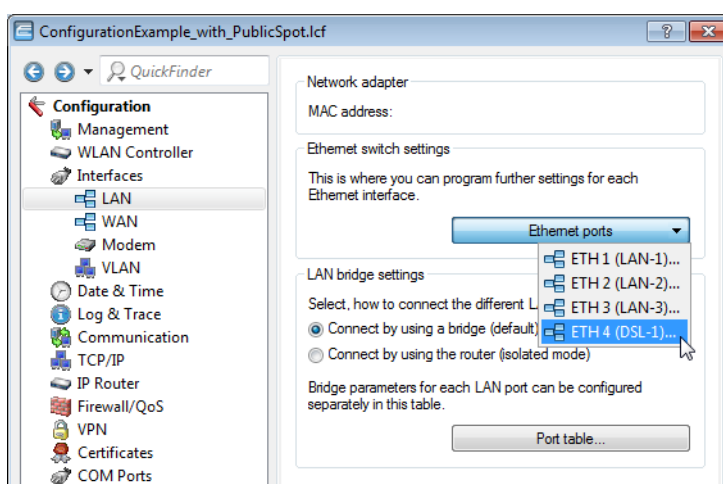 ConfigurationExample_with_PublicSpot.lcf
QuickFinder
Configuration
Management
WLAN Controller
Interfaces
LAN
WAN
Modem
VLAN
Date & Time
Log & Trace
Communication
TCP/IP
IP Router
Firewall/QoS
VPN
Certificates
COM Ports
Network adapter
MAC address:
Ethernet switch settings
This is where you can program further settings for each
Ethernet interface.
Ethernet ports
ETH 1 (LAN-1)...
ETH 2 (LAN-2)...
ETH 3 (LAN-3)...
ETH 4 (DSL-1)...
LAN bridge settings
Select, how to connect the different L
Connect by using a bridge (default)
Connect by using the router (isolated mode)
Bridge parameters for each LAN port can be configured
separately in this table.
Port table...